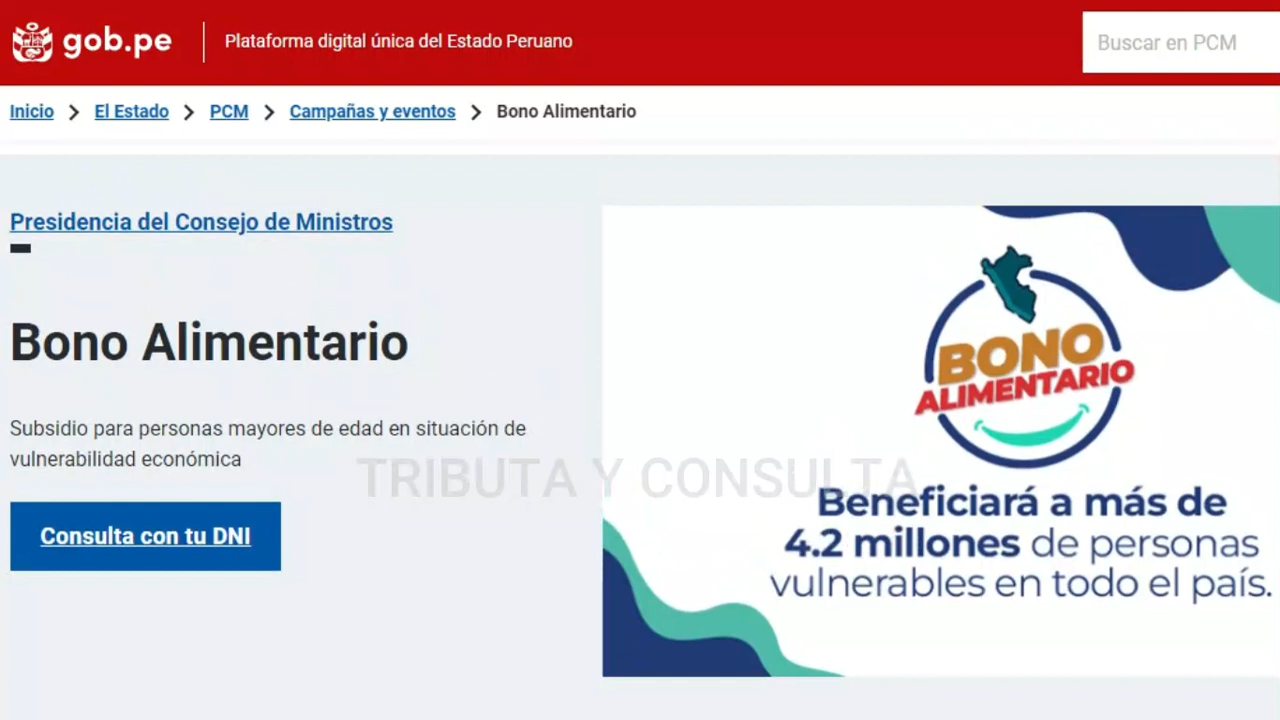 gob.pe
Plataforma digital única del Estado Peruano
Buscar en PCM
Inicio > El Estado > PCM > Campañas y eventos > Bono Alimentario
Presidencia del Consejo de Ministros
Bono Alimentario
Subsidio para personas mayores de edad en situación de
vulnerabilidad económica
Consulta con tu DNI
TRIBUTA Y CONSULTA
BONO
ALIMENTARIO
Beneficiará a más de
4.2 millones de personas
vulnerables en todo el país.